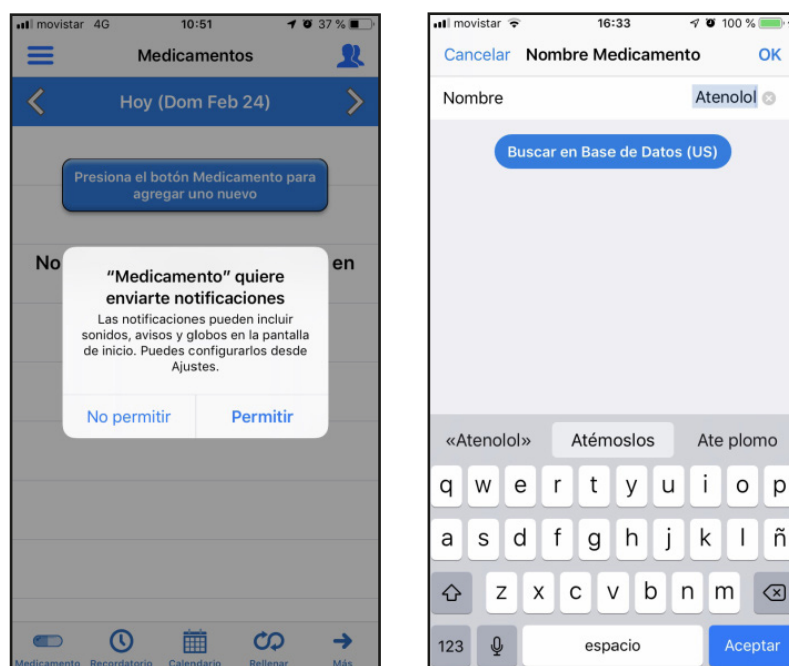 movistar 4G 10:51 37 %
Medicamentos
Hoy (Dom Feb 24)
Presiona el botón Medicamento para
agregar uno nuevo
No en
“Medicamento” quiere
enviarte notificaciones
Las notificaciones pueden incluir
sonidos, avisos y globos en la pantalla
de inicio. Puedes configurarlos desde
Ajustes.
No permitir Permitir
Medicamento Recordatorio Calendario Rellenar Más
movistar 16:33 100 %
Cancelar Nombre Medicamento OK
Nombre Atenolol
Buscar en Base de Datos (US)
«Atenolol» Atémoslos Ate plomo
q w e r t y u i o p
a s d f g h j k l ñ
z x c v b n m
123 espacio Aceptar